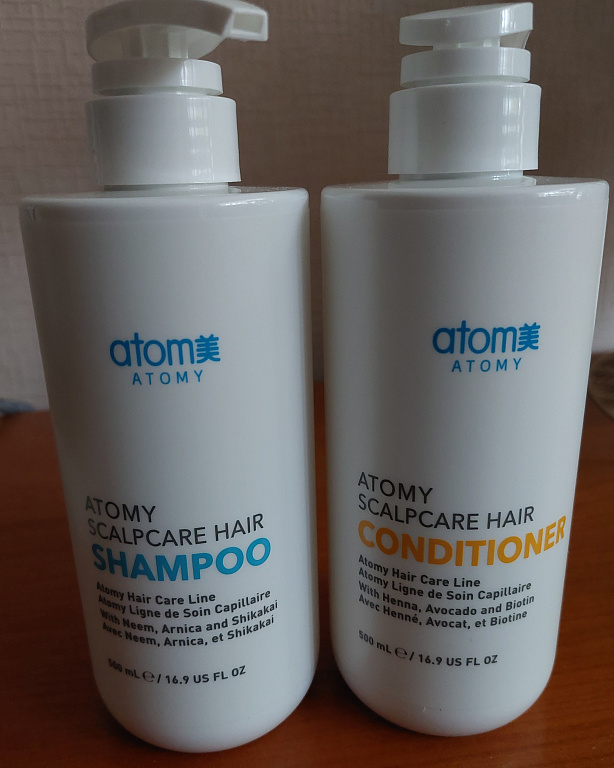 atom美
ATOMY
ATOMY
SCALPCARE HAIR
SHAMPOO
Atomy Hair Care Line
Atomy Ligne de Soin Capillaire
With Neem, Arnica and Shikakai
Avec Neem, Arnica, et Shikakai
500 mL ℮ / 16.9 US FL OZ
atom美
ATOMY
ATOMY
SCALPCARE HAIR
CONDITIONER
Atomy Hair Care Line
Atomy Ligne de Soin Capillaire
With Henna, Avocado and Biotin
Avec Henné, Avocat, et Biotine
500 mL ℮ / 16.9 US FL OZ